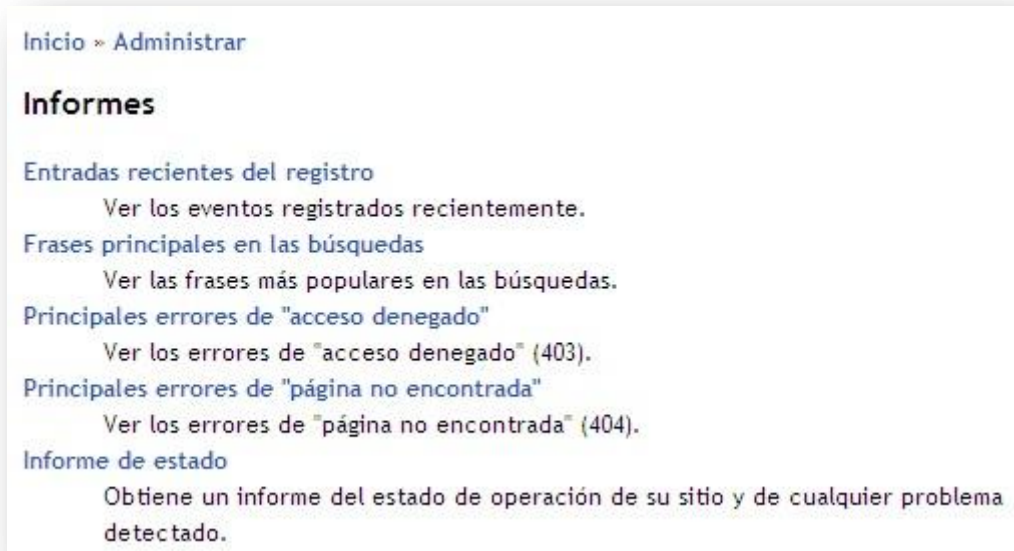 Inicio » Administrar
Informes
Entradas recientes del registro
Ver los eventos registrados recientemente.
Frases principales en las búsquedas
Ver las frases más populares en las búsquedas.
Principales errores de "acceso denegado"
Ver los errores de "acceso denegado" (403).
Principales errores de "página no encontrada"
Ver los errores de "página no encontrada" (404).
Informe de estado
Obtiene un informe del estado de operación de su sitio y de cualquier problema
detectado.